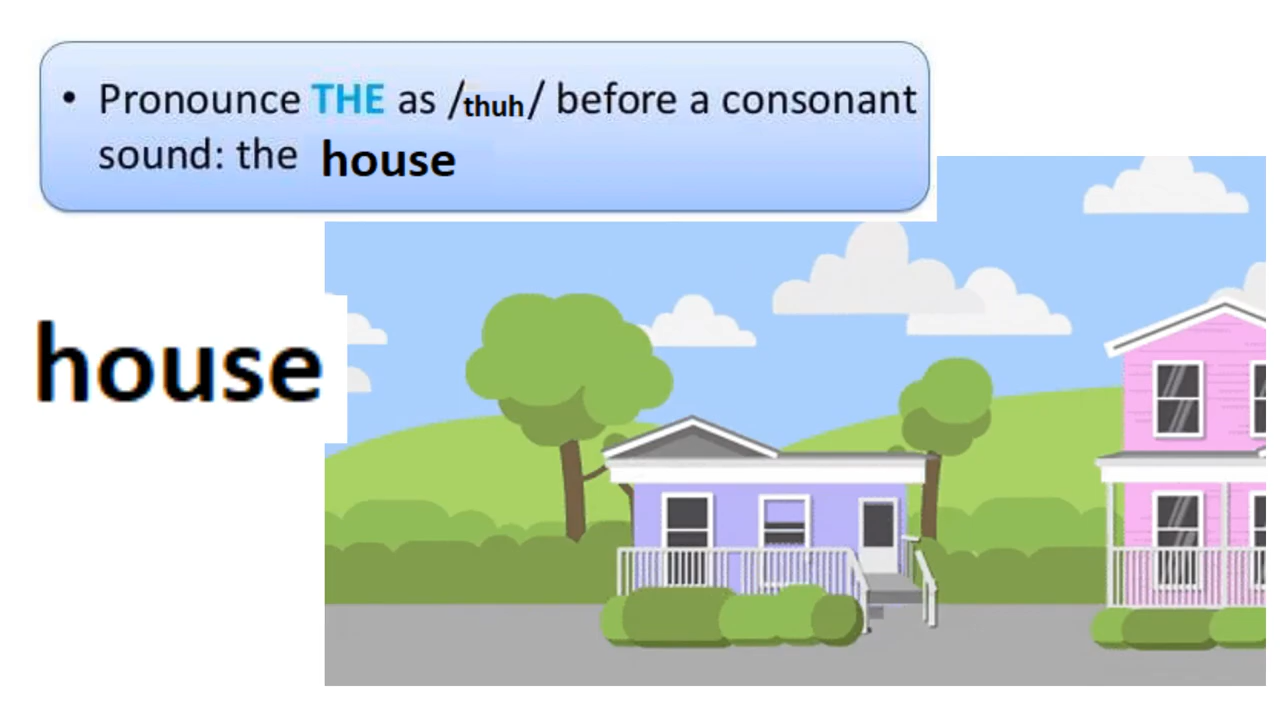 • Pronounce THE as /thuh/ before a consonant
sound: the house
house